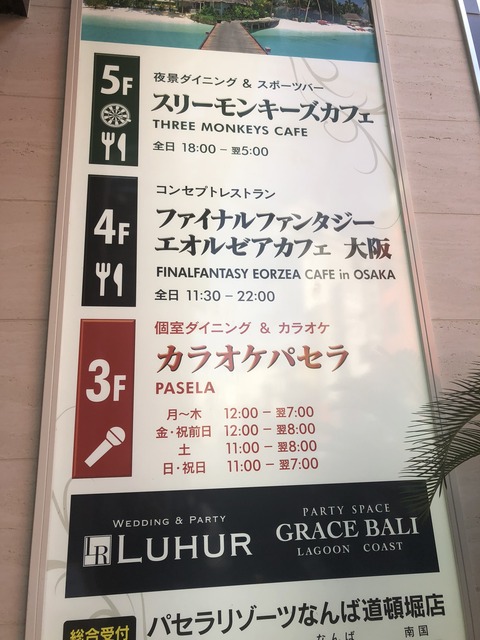 5F
夜景ダイニング & スポーツバー
スリーモンキーズカフェ
THREE MONKEYS CAFE
全日 18:00 − 翌5:00
4F
コンセプトレストラン
ファイナルファンタジー
エオルゼアカフェ 大阪
FINALFANTASY EORZEA CAFE in OSAKA
全日 11:30 − 22:00
3F
個室ダイニング & カラオケ
カラオケパセラ
PASELA
月〜木 12:00 − 翌7:00
金・祝前日 12:00 − 翌8:00
土 11:00 − 翌8:00
日・祝日 11:00 − 翌7:00
WEDDING & PARTY
LR LUHUR
PARTY SPACE
GRACE BALI
LAGOON COAST
総合受付
パセラリゾーツなんば道頓堀店
なんば 南国